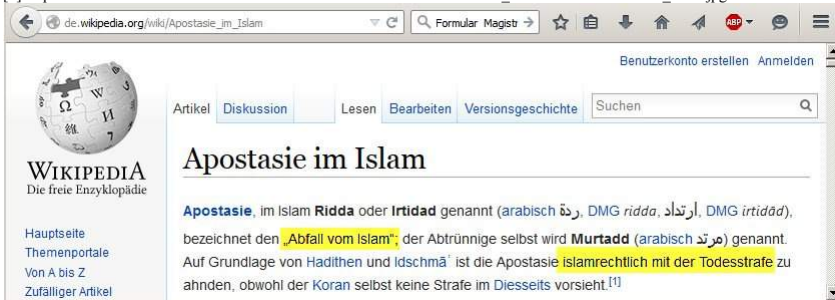 de.wikipedia.org/wiki/Apostasie_im_Islam
Formular Magistr
ABP
Benutzerkonto erstellen Anmelden
Artikel Diskussion Lesen Bearbeiten Versionsgeschichte Suchen
WIKIPEDIA
Die freie Enzyklopädie
Hauptseite
Themenportale
Von A bis Z
Zufälliger Artikel
Apostasie im Islam
Apostasie, im Islam Ridda oder Irtidad genannt (arabisch ردة, DMG ridda, ارتداد, DMG irtidād),
bezeichnet den „Abfall vom Islam“; der Abtrünnige selbst wird Murtadd (arabisch مرتد) genannt.
Auf Grundlage von Hadithen und Idschmāʿ ist die Apostasie islamrechtlich mit der Todesstrafe zu
ahnden, obwohl der Koran selbst keine Strafe im Diesseits vorsieht.[1]